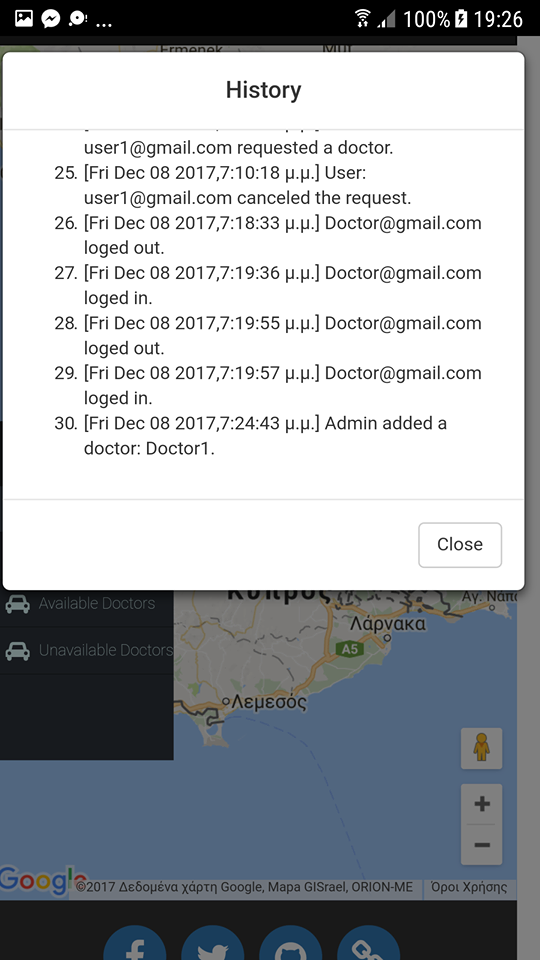 100% 19:26
Ermenek Mut
History
user1@gmail.com requested a doctor.
25. [Fri Dec 08 2017,7:10:18 μ.μ.] User:
user1@gmail.com canceled the request.
26. [Fri Dec 08 2017,7:18:33 μ.μ.] Doctor@gmail.com
loged out.
27. [Fri Dec 08 2017,7:19:36 μ.μ.] Doctor@gmail.com
loged in.
28. [Fri Dec 08 2017,7:19:55 μ.μ.] Doctor@gmail.com
loged out.
29. [Fri Dec 08 2017,7:19:57 μ.μ.] Doctor@gmail.com
loged in.
30. [Fri Dec 08 2017,7:24:43 μ.μ.] Admin added a
doctor: Doctor1.
Close
Κύπρος
Available Doctors
Αγ. Νάπα
Λάρνακα
A5
Unavailable Doctors
Λεμεσός
Google
©2017 Δεδομένα χάρτη Google, Mapa GISrael, ORION-ME
Όροι Χρήσης